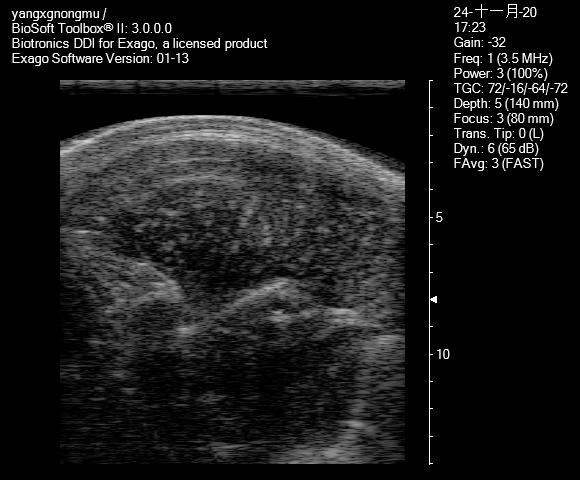 yangxgnongmu /
BioSoft Toolbox® II: 3.0.0.0
Biotronics DDI for Exago, a licensed product
Exago Software Version: 01-13
24-十一月-20
17:23
Gain: -32
Freq: 1 (3.5 MHz)
Power: 3 (100%)
TGC: 72/-16/-64/-72
Depth: 5 (140 mm)
Focus: 3 (80 mm)
Trans. Tip: 0 (L)
Dyn.: 6 (65 dB)
FAvg: 3 (FAST)
5
10